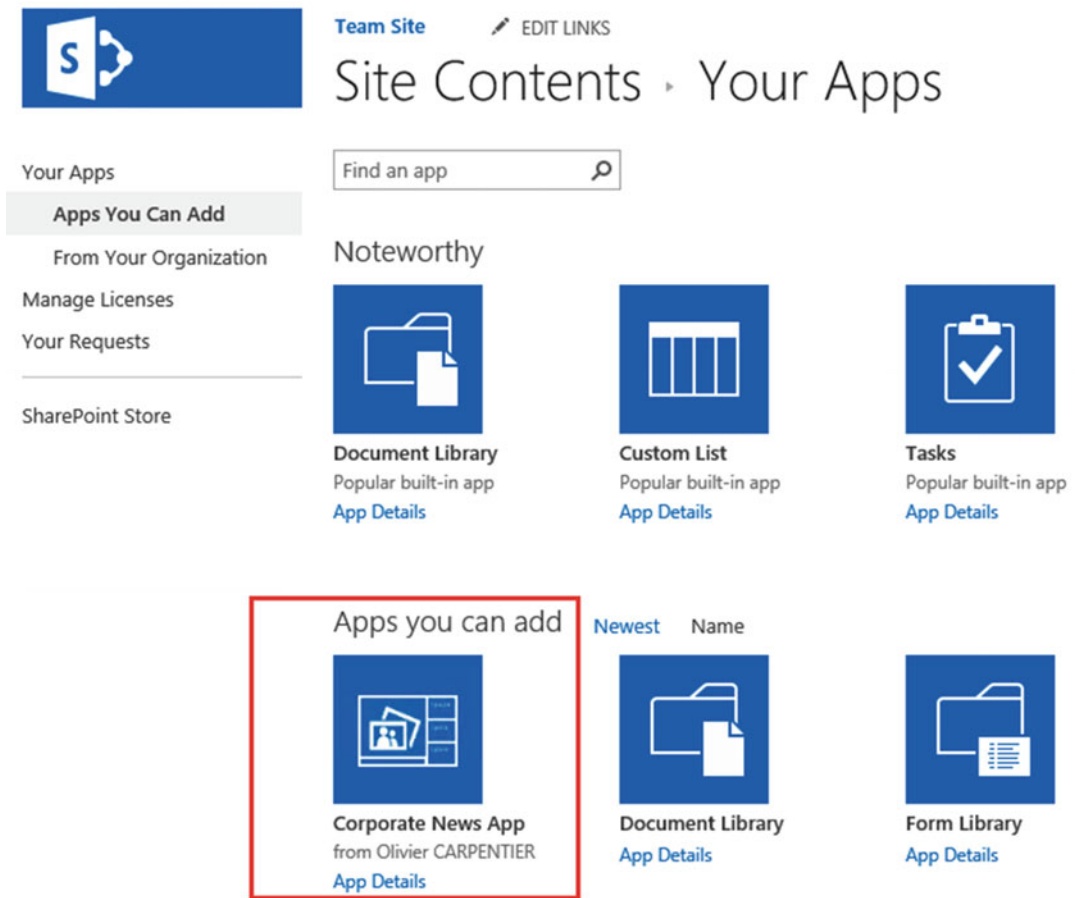 S
Team Site EDIT LINKS
Site Contents Your Apps
Your Apps
Apps You Can Add
From Your Organization
Manage Licenses
Your Requests
SharePoint Store
Find an app
Noteworthy
Document Library
Popular built-in app
App Details
Custom List
Popular built-in app
App Details
Tasks
Popular built-in app
App Details
Apps you can add Newest Name
Corporate News App
from Olivier CARPENTIER
App Details
Document Library
App Details
Form Library
App Details